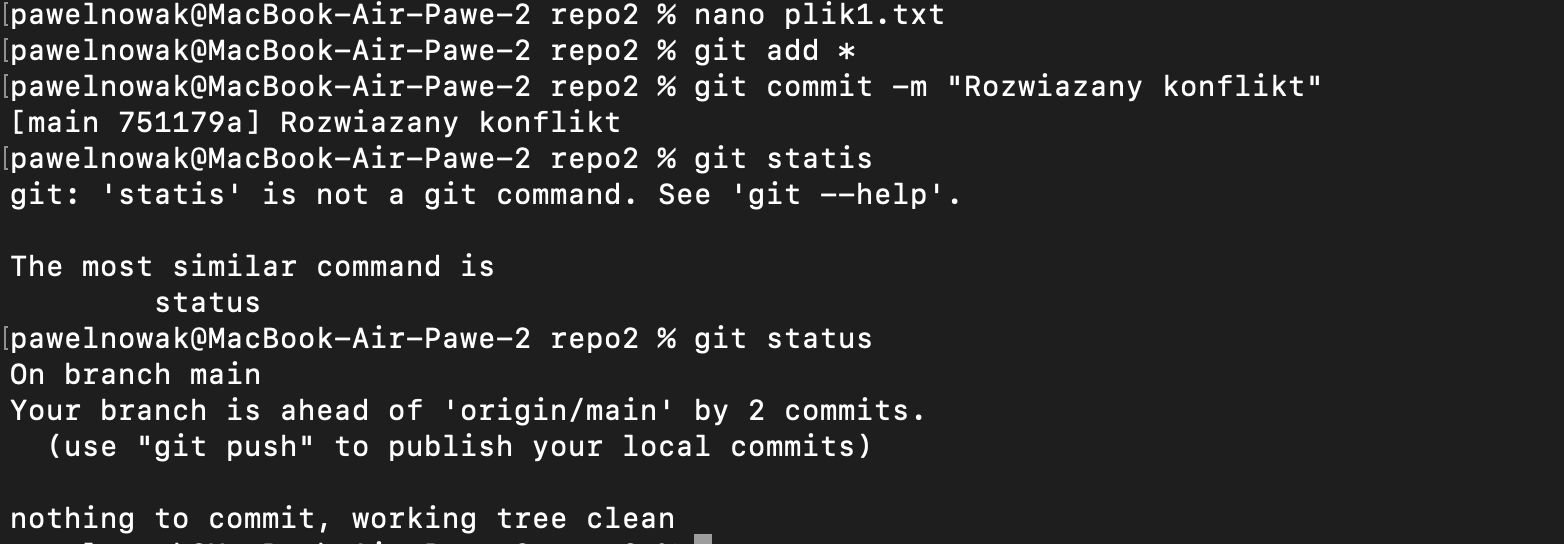 [pawelnowak@MacBook-Air-Pawe-2 repo2 % nano plik1.txt
[pawelnowak@MacBook-Air-Pawe-2 repo2 % git add *
[pawelnowak@MacBook-Air-Pawe-2 repo2 % git commit -m "Rozwiazany konflikt"
[main 751179a] Rozwiazany konflikt
[pawelnowak@MacBook-Air-Pawe-2 repo2 % git statis
git: 'statis' is not a git command. See 'git --help'.
The most similar command is
status
[pawelnowak@MacBook-Air-Pawe-2 repo2 % git status
On branch main
Your branch is ahead of 'origin/main' by 2 commits.
(use "git push" to publish your local commits)
nothing to commit, working tree clean